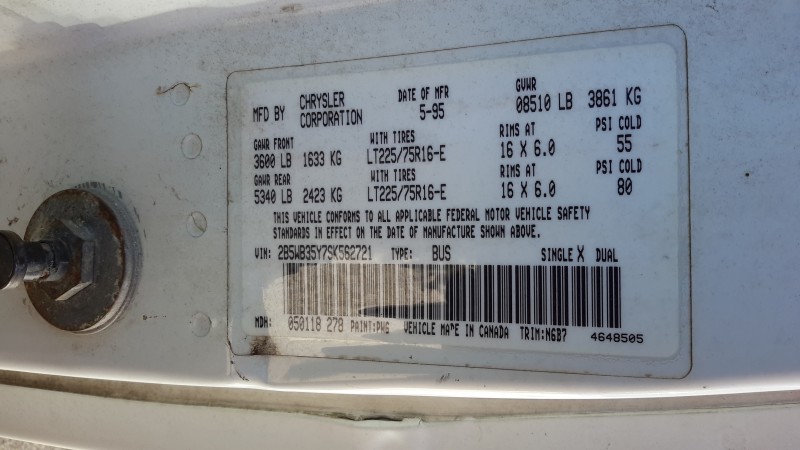 MFD BY CHRYSLER CORPORATION DATE OF MFR 5-95 GVWR 08510 LB 3861 KG
GAWR FRONT WITH TIRES RIMS AT PSI COLD
3600 LB 1633 KG LT225/75R16-E 16 X 6.0 55
GAWR REAR WITH TIRES RIMS AT PSI COLD
5340 LB 2423 KG LT225/75R16-E 16 X 6.0 80
THIS VEHICLE CONFORMS TO ALL APPLICABLE FEDERAL MOTOR VEHICLE SAFETY
STANDARDS IN EFFECT ON THE DATE OF MANUFACTURE SHOWN ABOVE.
VIN: 2B5WB35Y7SK562721 TYPE: BUS SINGLE X DUAL
MDH: 050118 278 PAINT:PW6 VEHICLE MADE IN CANADA TRIM:N6B7 4648505